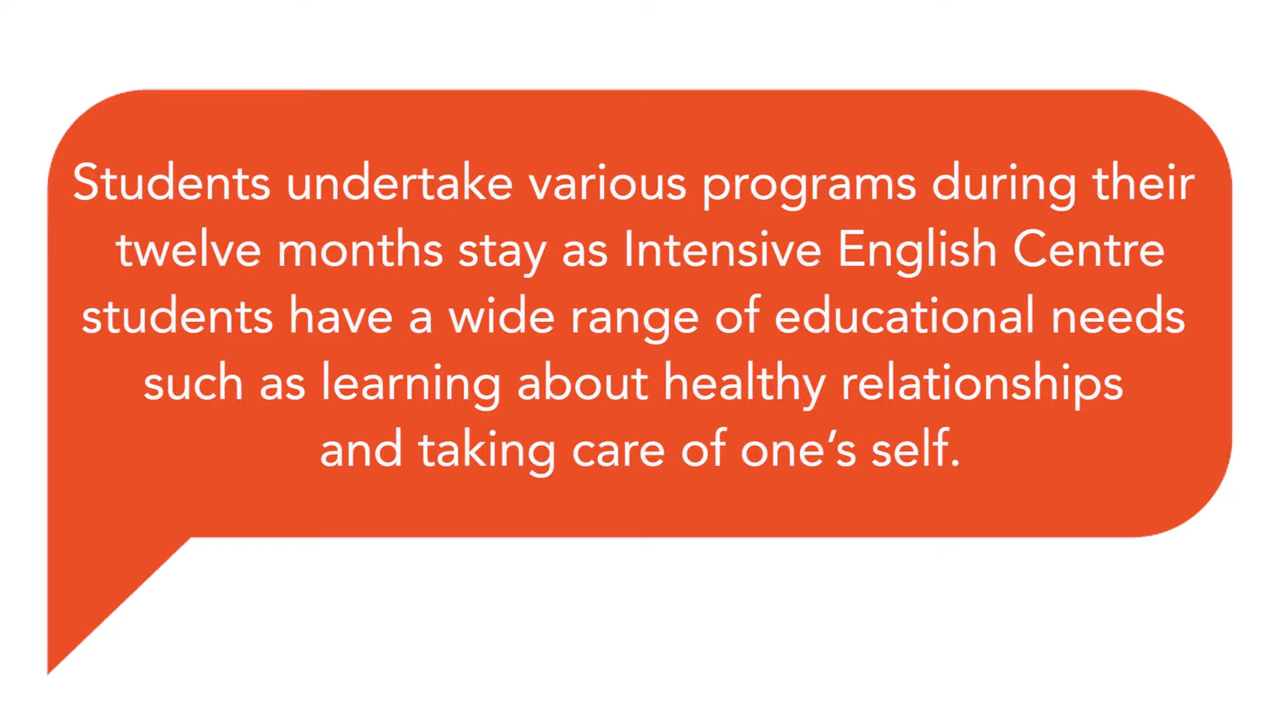 Students undertake various programs during their
twelve months stay as Intensive English Centre
students have a wide range of educational needs
such as learning about healthy relationships
and taking care of one’s self.